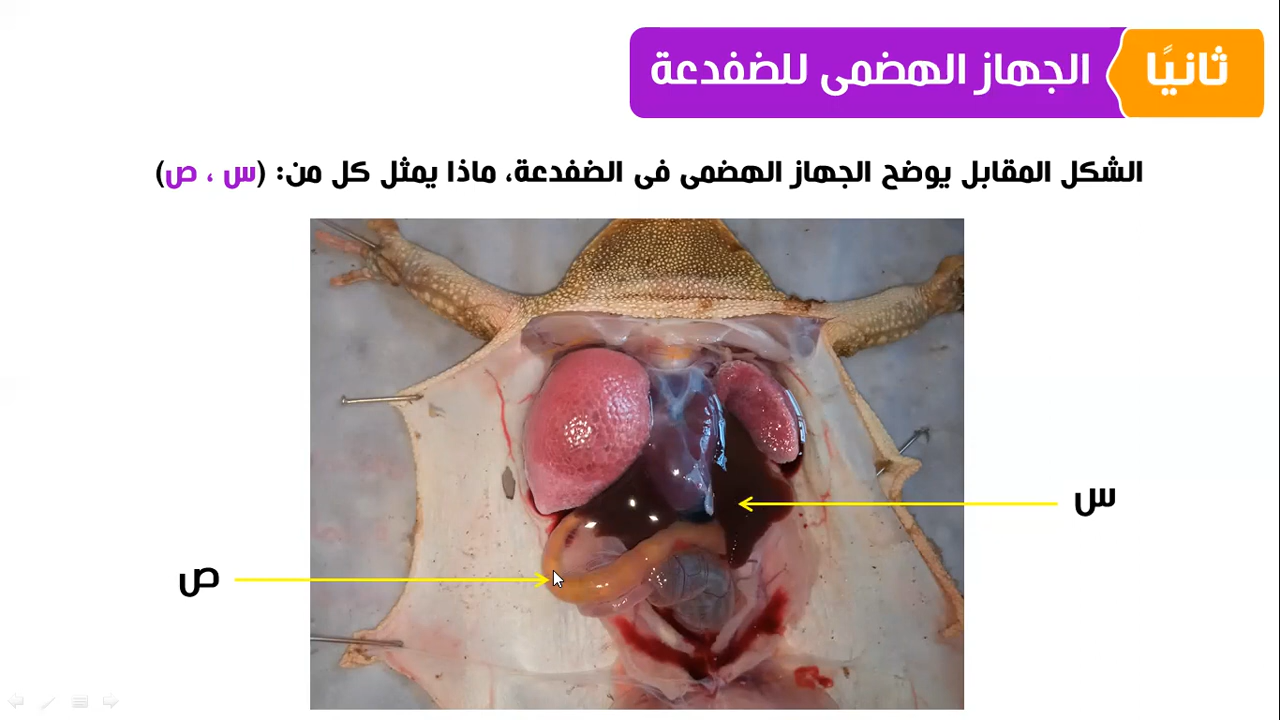 ثانيًا
الجهاز الهضمى للضفدعة
الشكل المقابل يوضح الجهاز الهضمى فى الضفدعة، ماذا يمثل كل من: (س ، ص)
س
ص